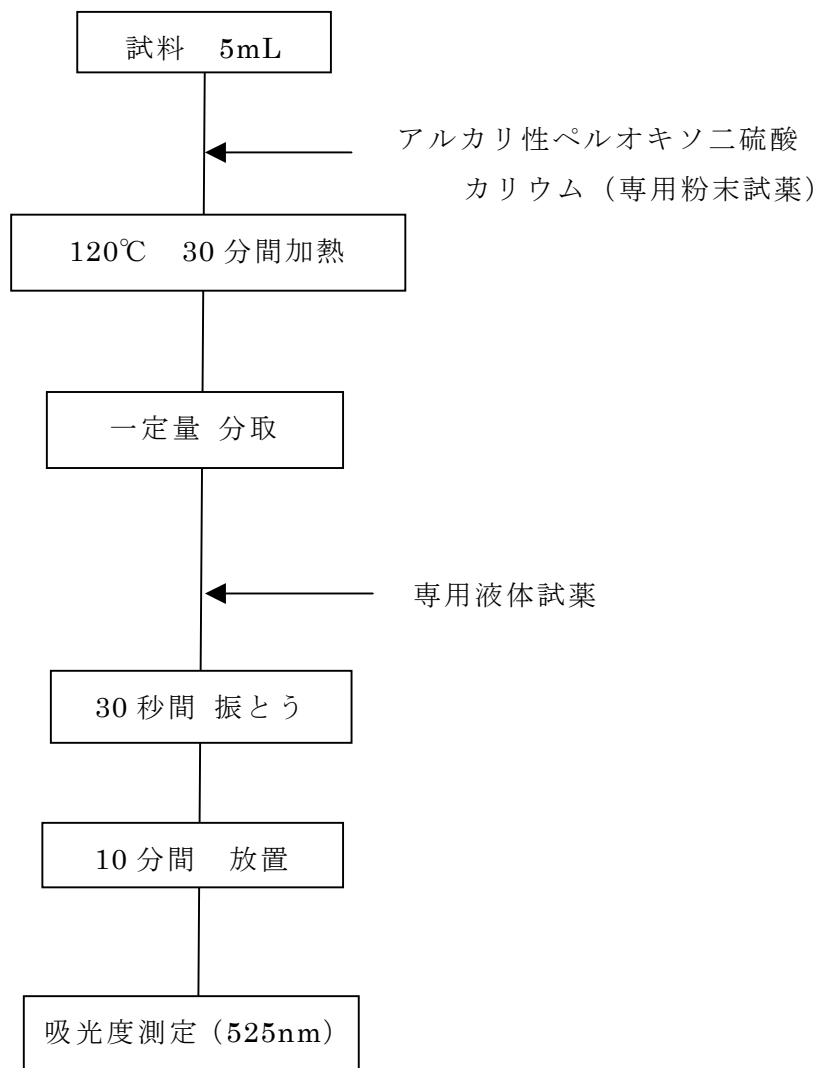 試料 5mL
アルカリ性ペルオキソ二硫酸
カリウム（専用粉末試薬）
120℃ 30分間加熱
一定量 分取
専用液体試薬
30秒間 振とう
10分間 放置
吸光度測定（525nm）